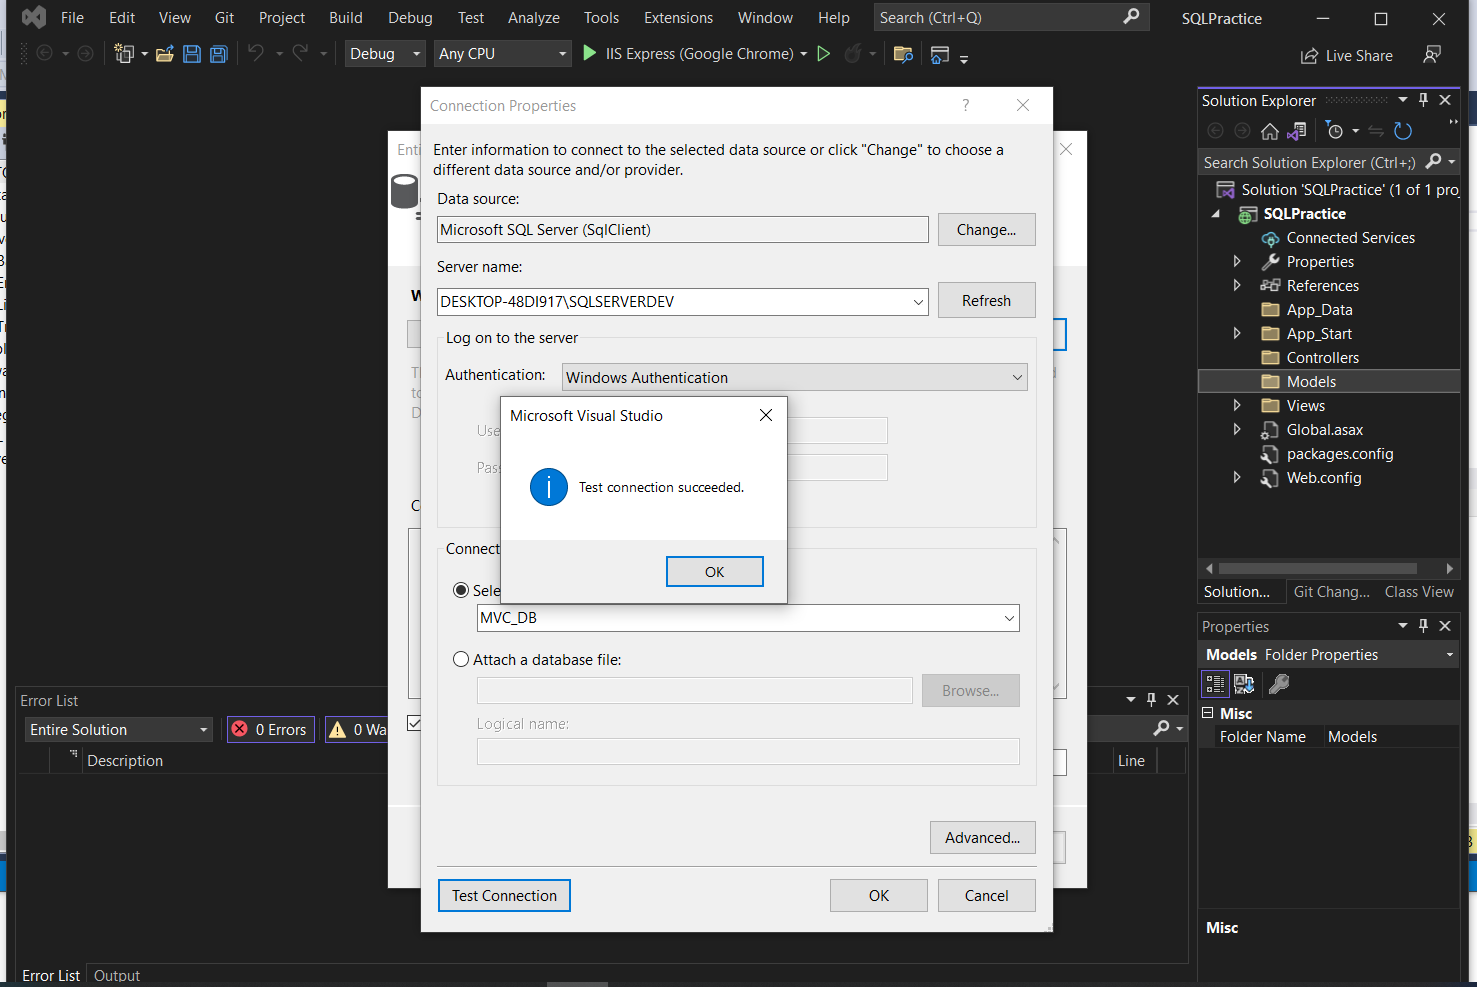 File Edit View Git Project Build Debug Test Analyze Tools Extensions Window Help Search (Ctrl+Q) SQLPractice
Debug Any CPU IIS Express (Google Chrome) Live Share
Connection Properties ?
Enter information to connect to the selected data source or click "Change" to choose a
different data source and/or provider.
Data source:
Microsoft SQL Server (SqlClient) Change...
Server name:
DESKTOP-48DI917\SQLSERVERDEV Refresh
Log on to the server
Authentication: Windows Authentication
Microsoft Visual Studio
Test connection succeeded.
OK
MVC_DB
Attach a database file:
Browse...
Logical name:
Advanced...
Test Connection OK Cancel
Solution Explorer
Search Solution Explorer (Ctrl+;)
Solution 'SQLPractice' (1 of 1 pro
SQLPractice
Connected Services
Properties
References
App_Data
App_Start
Controllers
Models
Views
Global.asax
packages.config
Web.config
Solution... Git Chang... Class View
Properties
Models Folder Properties
Misc
Folder Name Models
Misc
Error List
Entire Solution 0 Errors 0 Wa
Description Line
Error List Output